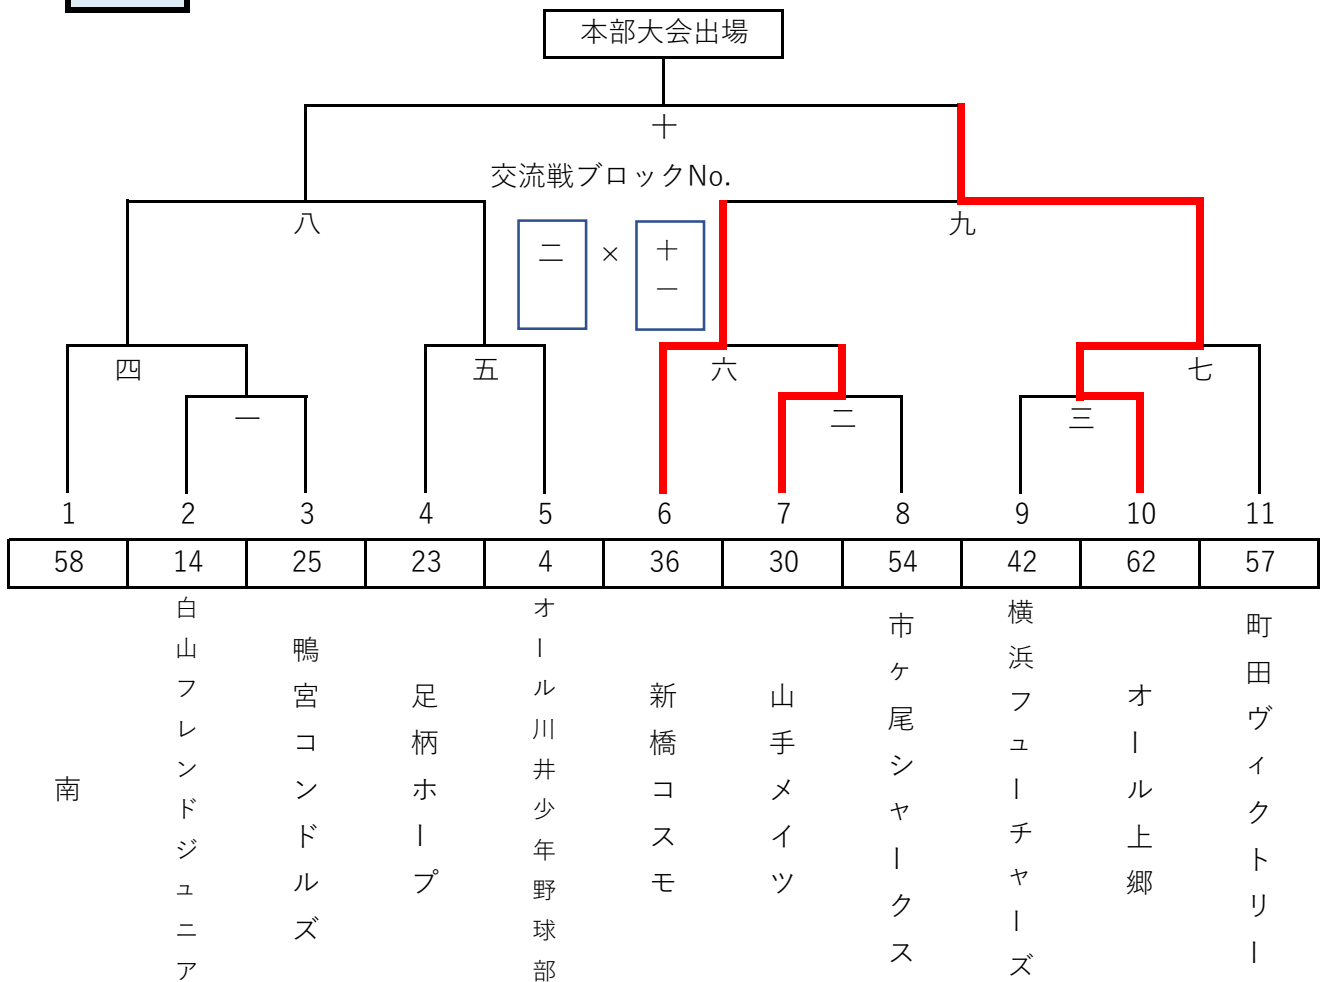 本部大会出場
十
交流戦ブロックNo.
八
九
二 × 十一
四
五
六
七
一
二
三
1 2 3 4 5 6 7 8 9 10 11
58 14 25 23 4 36 30 54 42 62 57
南
白山フレンドジュニア
鴨宮コンドルズ
足柄ホープ
オール川井少年野球部
新橋コスモ
山手メイツ
市ヶ尾シャークス
横浜フューチャーズ
オール上郷
町田ヴィクトリー